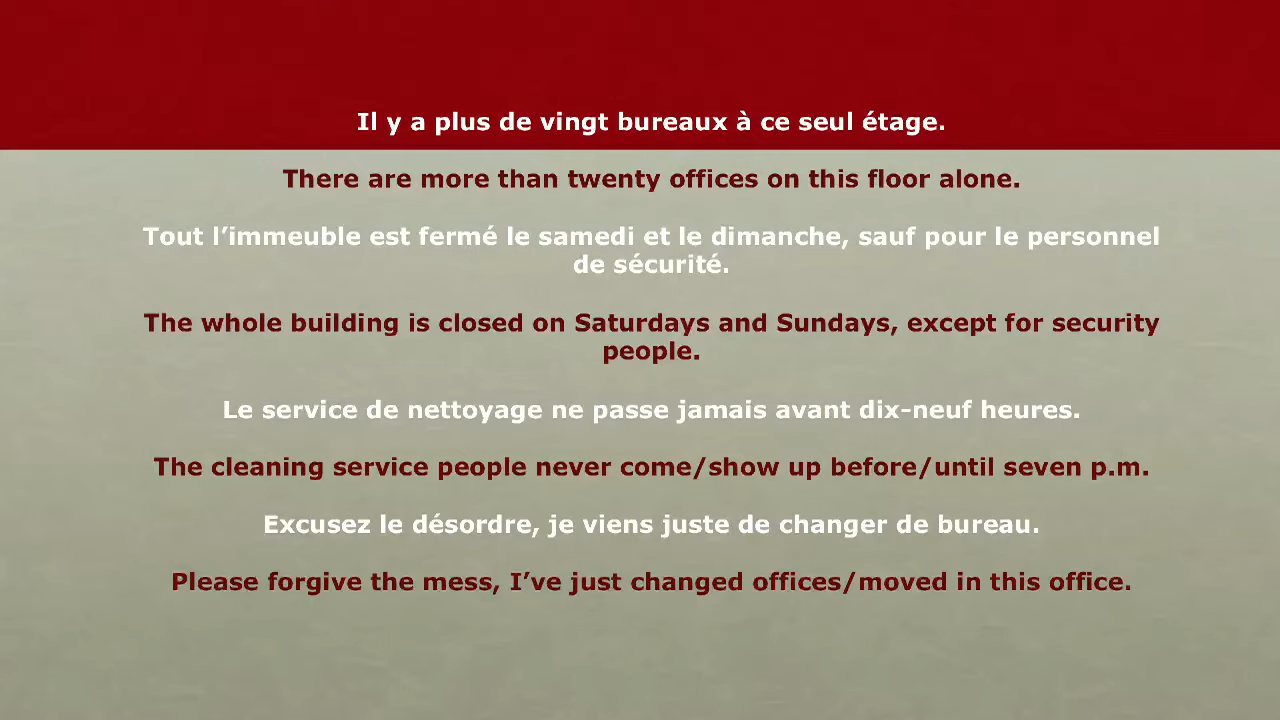 Il y a plus de vingt bureaux à ce seul étage.
There are more than twenty offices on this floor alone.
Tout l’immeuble est fermé le samedi et le dimanche, sauf pour le personnel
de sécurité.
The whole building is closed on Saturdays and Sundays, except for security
people.
Le service de nettoyage ne passe jamais avant dix-neuf heures.
The cleaning service people never come/show up before/until seven p.m.
Excusez le désordre, je viens juste de changer de bureau.
Please forgive the mess, I’ve just changed offices/moved in this office.